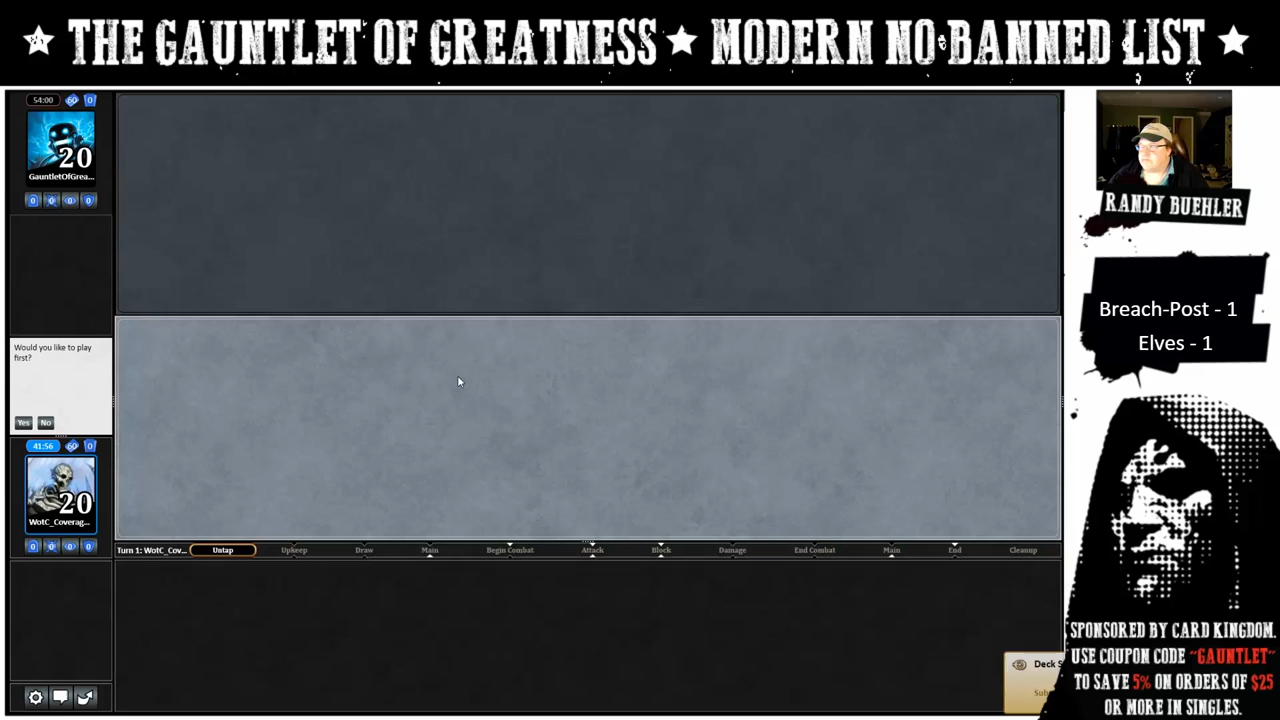 ★ THE GAUNTLET OF GREATNESS ★ MODERN NO BANNED LIST ★
54:00 60 0
20
GauntletOfGrea...
0 0 0 0
Would you like to play
first?
Yes No
41:56 60 0
20
WotC_Coverag...
0 0 0 0
Turn 1: WotC_Cov... Untap Upkeep Draw Main Begin Combat Attack Block Damage End Combat Main End Cleanup
Deck S
Sub
RANDY BUEHLER
Breach-Post - 1
Elves - 1
SPONSORED BY CARD KINGDOM.
USE COUPON CODE "GAUNTLET"
TO SAVE 5% ON ORDERS OF $25
OR MORE IN SINGLES.